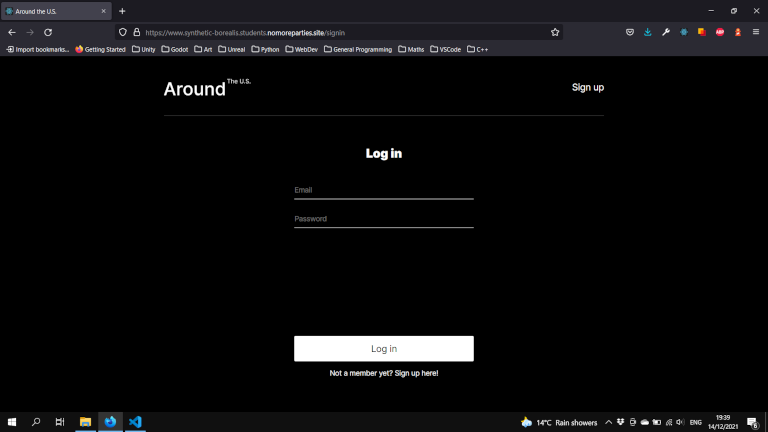 Around the U.S.
https://www.synthetic-borealis.students.nomoreparties.site/signin
Import bookmarks... Getting Started Unity Godot Art Unreal Python WebDev General Programming Maths VSCode C++
Around The U.S.
Sign up
Log in
Email
Password
Log in
Not a member yet? Sign up here!
14°C Rain showers ENG 19:39
14/12/2021
6